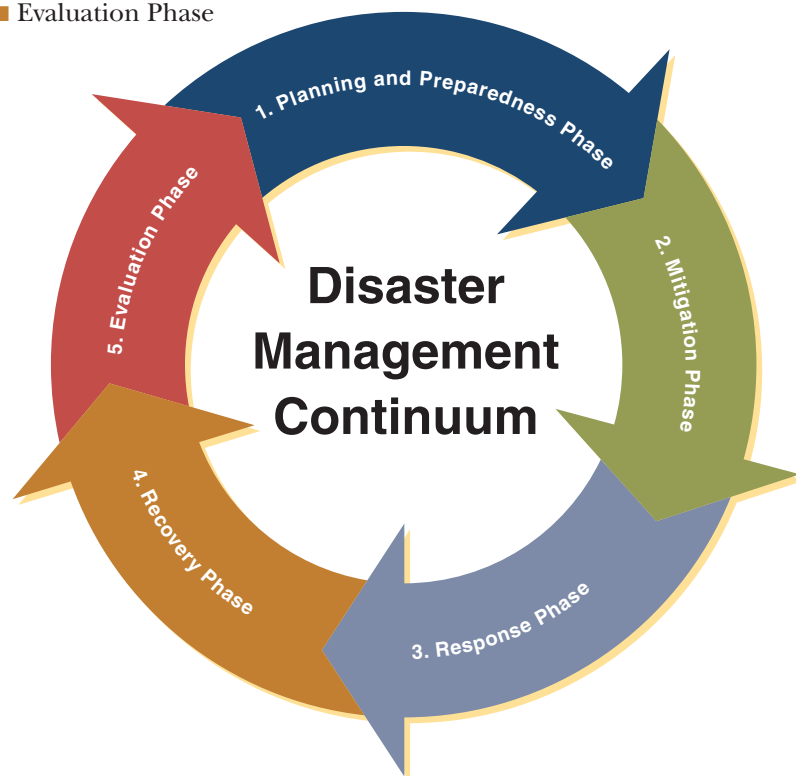 Evaluation Phase
1. Planning and Preparedness Phase
2. Mitigation Phase
3. Response Phase
4. Recovery Phase
5. Evaluation Phase
Disaster
Management
Continuum